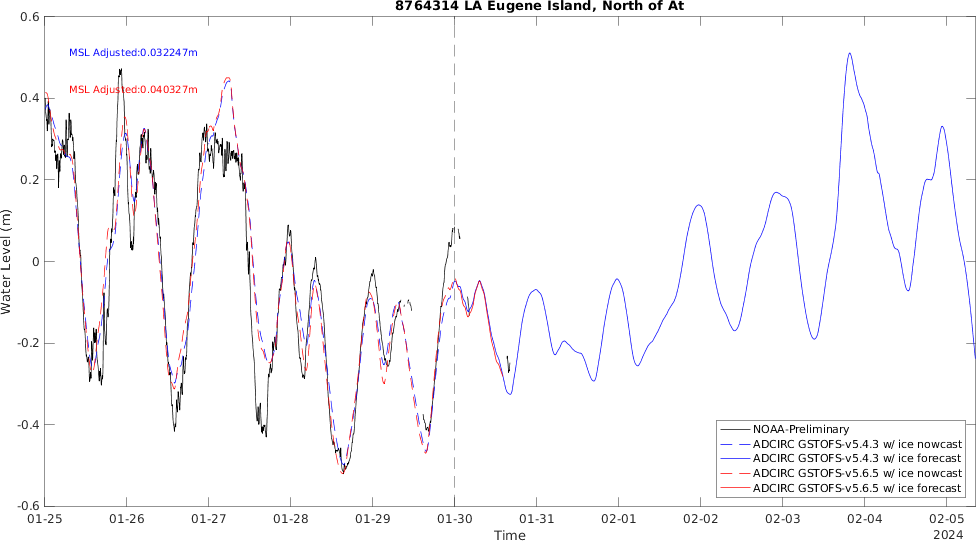 8764314 LA Eugene Island, North of At
MSL Adjusted:0.032247m
MSL Adjusted:0.040327m
Water Level (m)
0.6
0.4
0.2
0
-0.2
-0.4
-0.6
NOAA-Preliminary
ADCIRC GSTOFS-v5.4.3 w/ ice nowcast
ADCIRC GSTOFS-v5.4.3 w/ ice forecast
ADCIRC GSTOFS-v5.6.5 w/ ice nowcast
ADCIRC GSTOFS-v5.6.5 w/ ice forecast
01-25 01-26 01-27 01-28 01-29 01-30 01-31 02-01 02-02 02-03 02-04 02-05
2024
Time